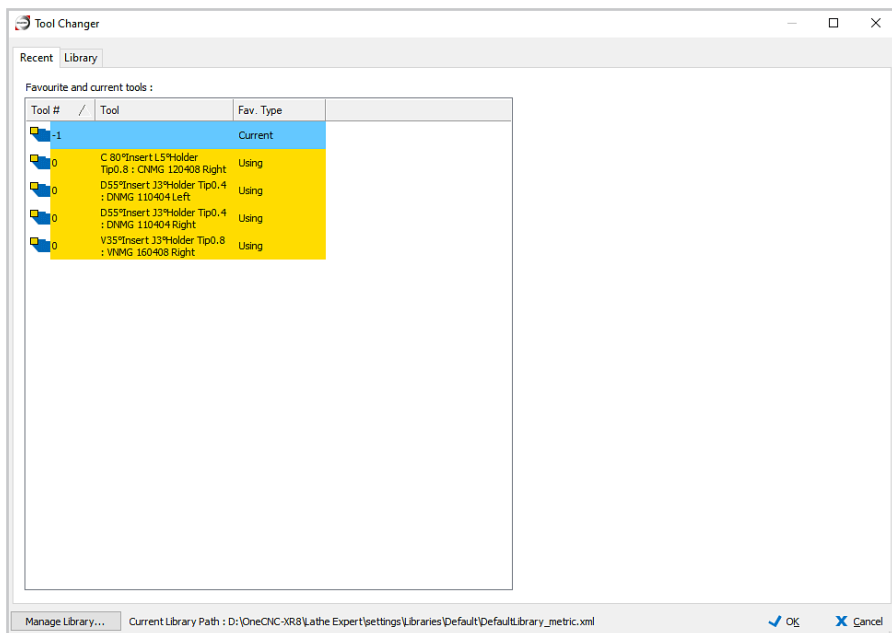 Tool Changer
Recent Library
Favourite and current tools :
Tool # / Tool Fav. Type
-1 Current
0 C 80°Insert L5°Holder
Tip0.8 : CNMG 120408 Right Using
0 D55°Insert J3°Holder Tip0.4
: DNMG 110404 Left Using
0 D55°Insert J3°Holder Tip0.4
: DNMG 110404 Right Using
0 V35°Insert J3°Holder Tip0.8
: VNMG 160408 Right Using
Manage Library... Current Library Path : D:\OneCNC-XR8\Lathe Expert\settings\Libraries\Default\DefaultLibrary_metric.xml OK Cancel